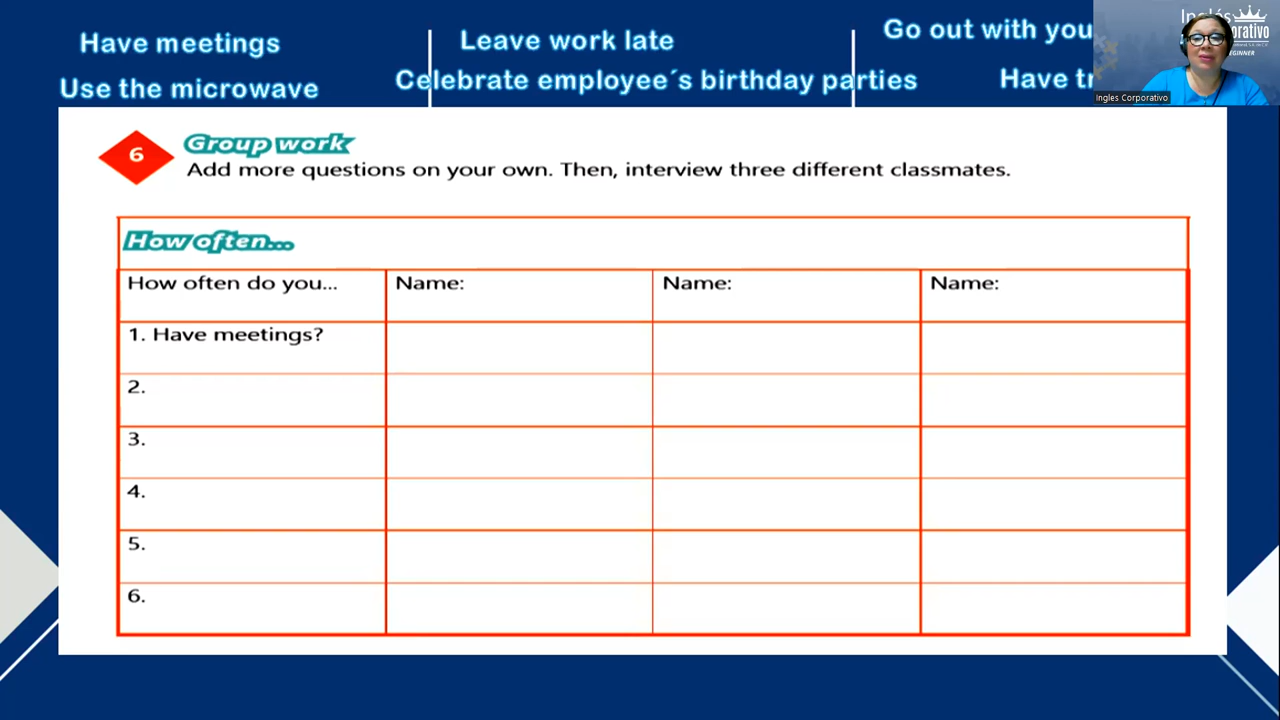 Have meetings
Leave work late
Go out with you
Use the microwave
Celebrate employee´s birthday parties
Have
Inglés
BEGINNER
Ingles Corporativo
6
Group work
Add more questions on your own. Then, interview three different classmates.
How often...
How often do you...
Name:
Name:
Name:
1. Have meetings?
2.
3.
4.
5.
6.